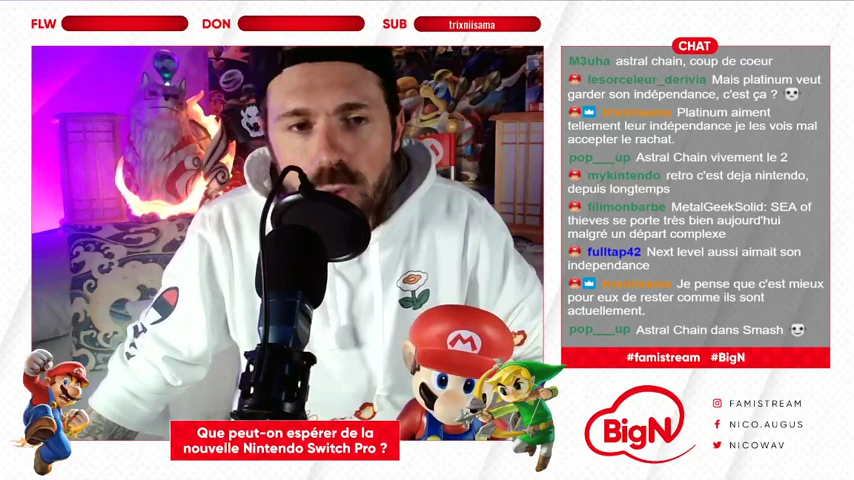 FLW
DON
SUB
trixniisama
CHAT
M3uha astral chain, coup de coeur
lesorceleur_derivia Mais platinum veut
garder son indépendance, c'est ça ?
trixniisama Platinum aiment
tellement leur indépendance je les vois mal
accepter le rachat.
pop___up Astral Chain vivement le 2
mykintendo retro c'est deja nintendo,
depuis longtemps
filimonbarbe MetalGeekSolid: SEA of
thieves se porte très bien aujourd'hui
malgré un départ complexe
fulltap42 Next level aussi aimait son
independance
trixniisama Je pense que c'est mieux
pour eux de rester comme ils sont
actuellement.
pop___up Astral Chain dans Smash
#famistream #BigN
Que peut-on espérer de la
nouvelle Nintendo Switch Pro ?
BigN
FAMISTREAM
NICO.AUGUS
NICOWAV